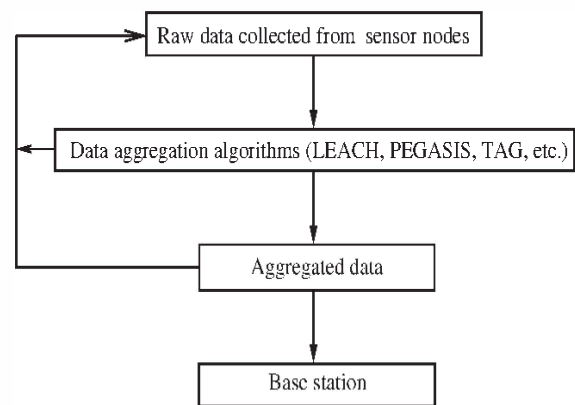 Raw data collected from sensor nodes
Data aggregation algorithms (LEACH, PEGASIS, TAG, etc.)
Aggregated data
Base station